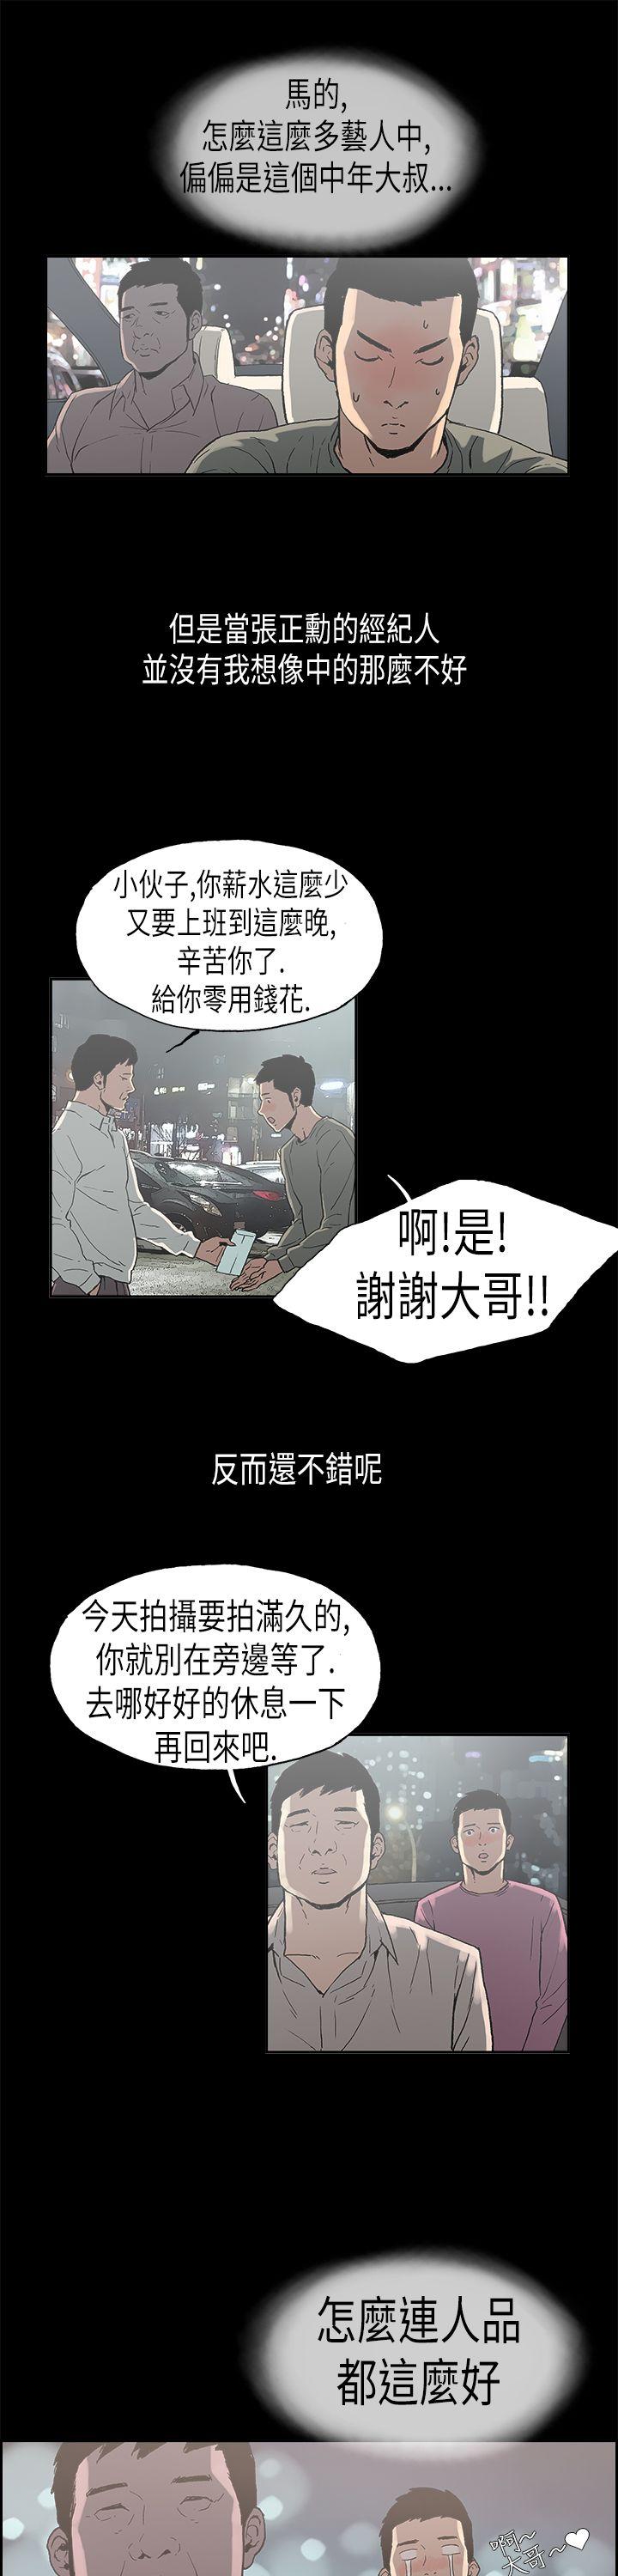 馬的,
怎麼這麼多藝人中,
偏偏是這個中年大叔...
但是當張正勳的經紀人
並沒有我想像中的那麼不好
小伙子,你薪水這麼少
又要上班到這麼晚,
辛苦你了.
給你零用錢花.
啊!是!
謝謝大哥!!
反而還不錯呢
今天拍攝要拍滿久的,
你就別在旁邊等了.
去哪好好的休息一下
再回來吧.
怎麼連人品
都這麼好
啊~
大哥~